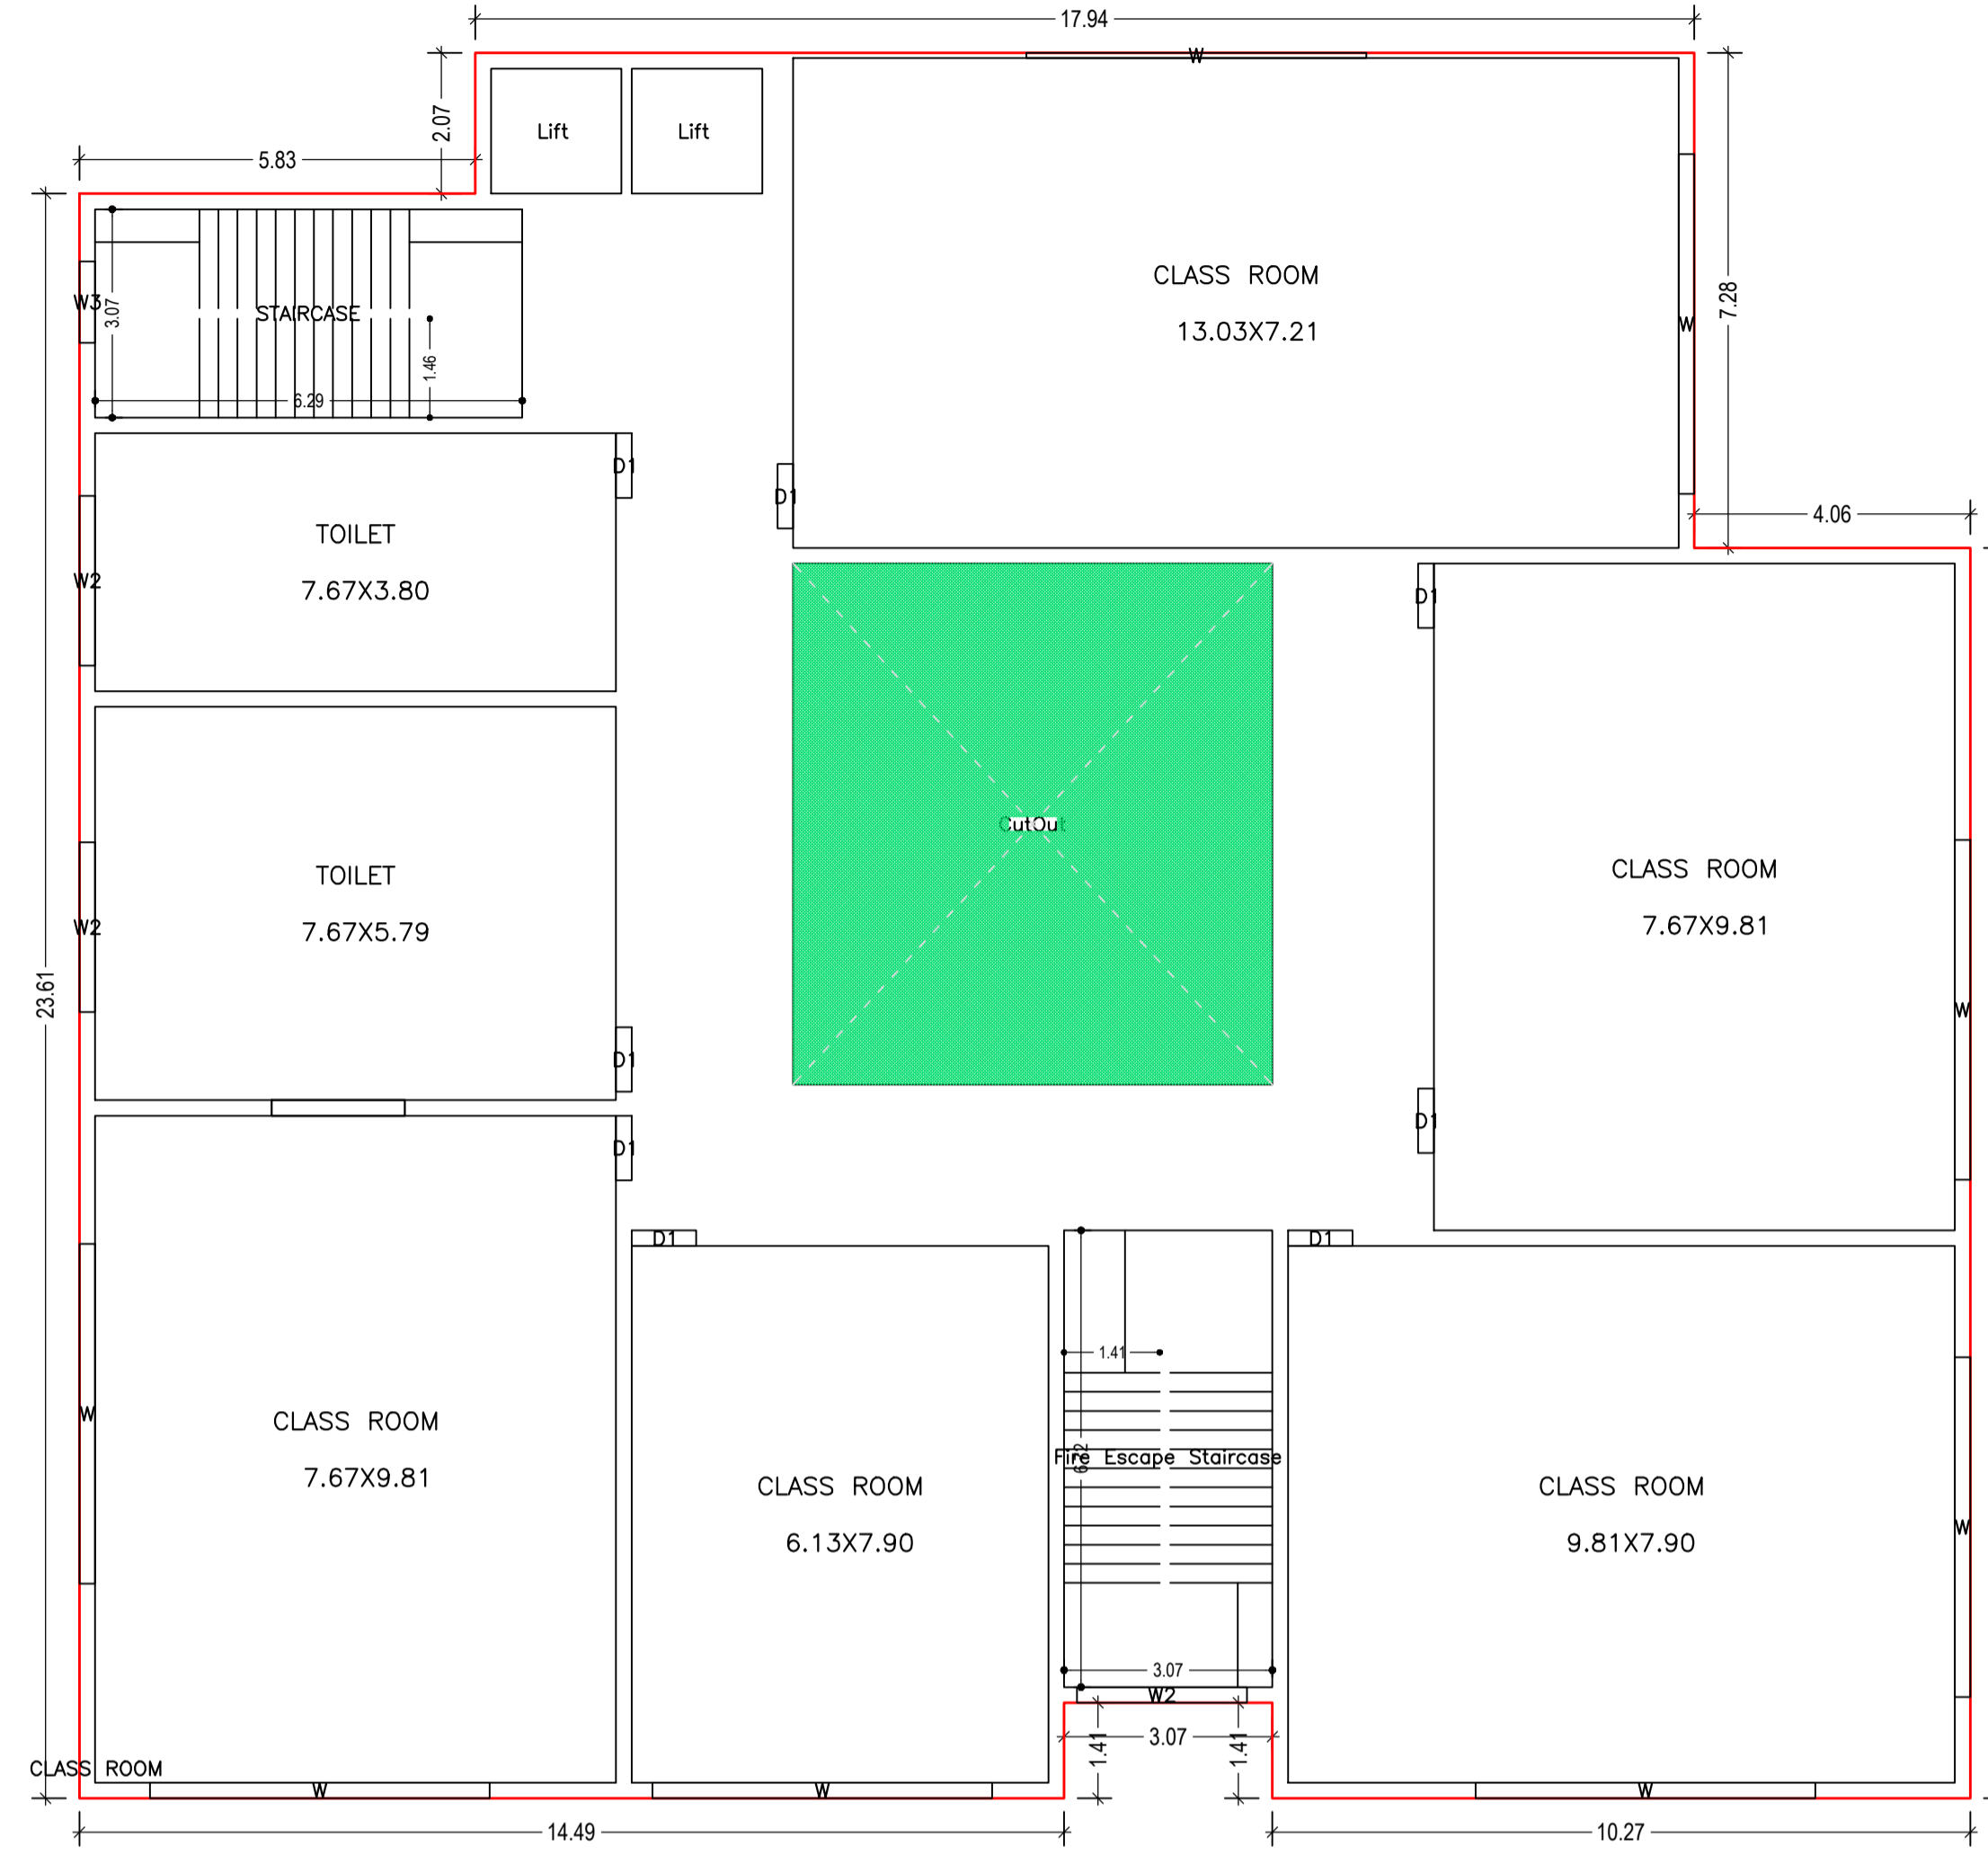 17.94
W
2.07
Lift
Lift
5.83
CLASS ROOM
13.03X7.21
7.28
W
W3
3.07
STAIRCASE
1.46
6.29
D1
D1
4.06
TOILET
7.67X3.80
W2
D1
CutOut
TOILET
7.67X5.79
W2
CLASS ROOM
7.67X9.81
23.61
W
D1
D1
D1
D1
D1
1.41
CLASS ROOM
7.67X9.81
W
Fire Escape Staircase
CLASS ROOM
6.13X7.90
CLASS ROOM
9.81X7.90
W
3.07
W2
1.41
3.07
1.41
CLASS ROOM
W
W
W
14.49
10.27